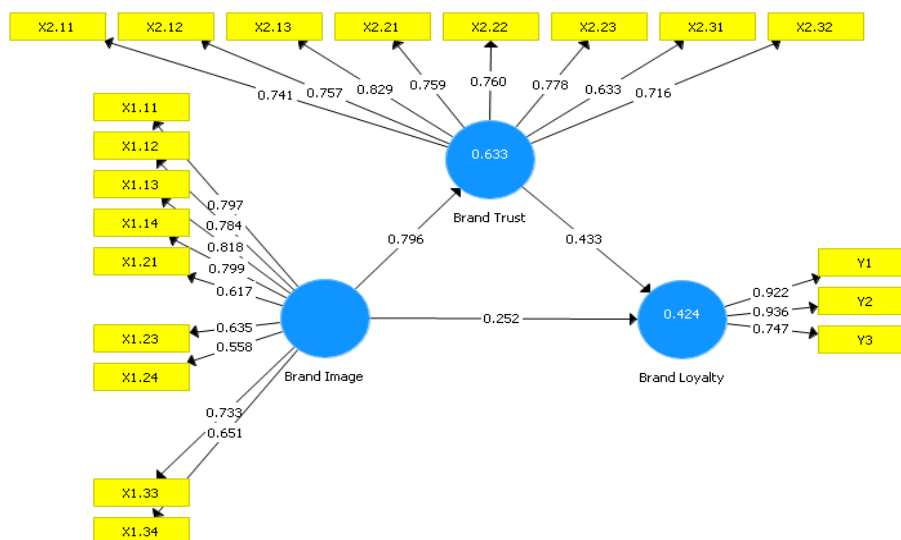 X2.11 X2.12 X2.13 X2.21 X2.22 X2.23 X2.31 X2.32
0.741 0.757 0.829 0.759 0.760 0.778 0.633 0.716
X1.11
X1.12
X1.13
X1.14
X1.21
X1.23
X1.24
X1.33
X1.34
0.797
0.784
0.818
0.799
0.617
0.635
0.558
0.733
0.651
0.633
Brand Trust
0.796
0.433
0.252
Brand Image
0.424
Brand Loyalty
0.922
0.936
0.747
Y1
Y2
Y3